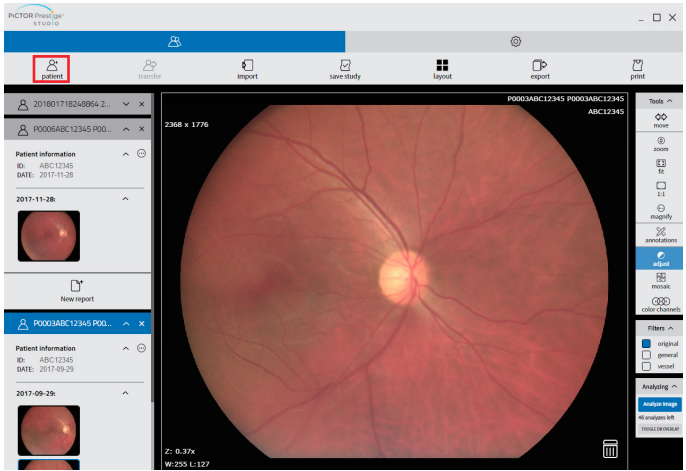 PiCTOR Prestige
STUDIO
patient
transfer
import
save study
layout
export
print
201801718248864 2...
P0006ABC12345 P00...
Patient information
ID: ABC12345
DATE: 2017-11-28
2017-11-28:
New report
P0003ABC12345 P00...
Patient information
ID: ABC12345
DATE: 2017-09-29
2017-09-29:
P0003ABC12345 P0003ABC12345
ABC12345
2368 x 1776
Z: 0.37x
W:255 L:127
Tools
move
zoom
fit
1:1
magnify
annotations
adjust
mosaic
color channels
Filters
original
general
vessel
Analyzing
Analyze Image
46 analyzes left
TOGGLE DR OVERLAY